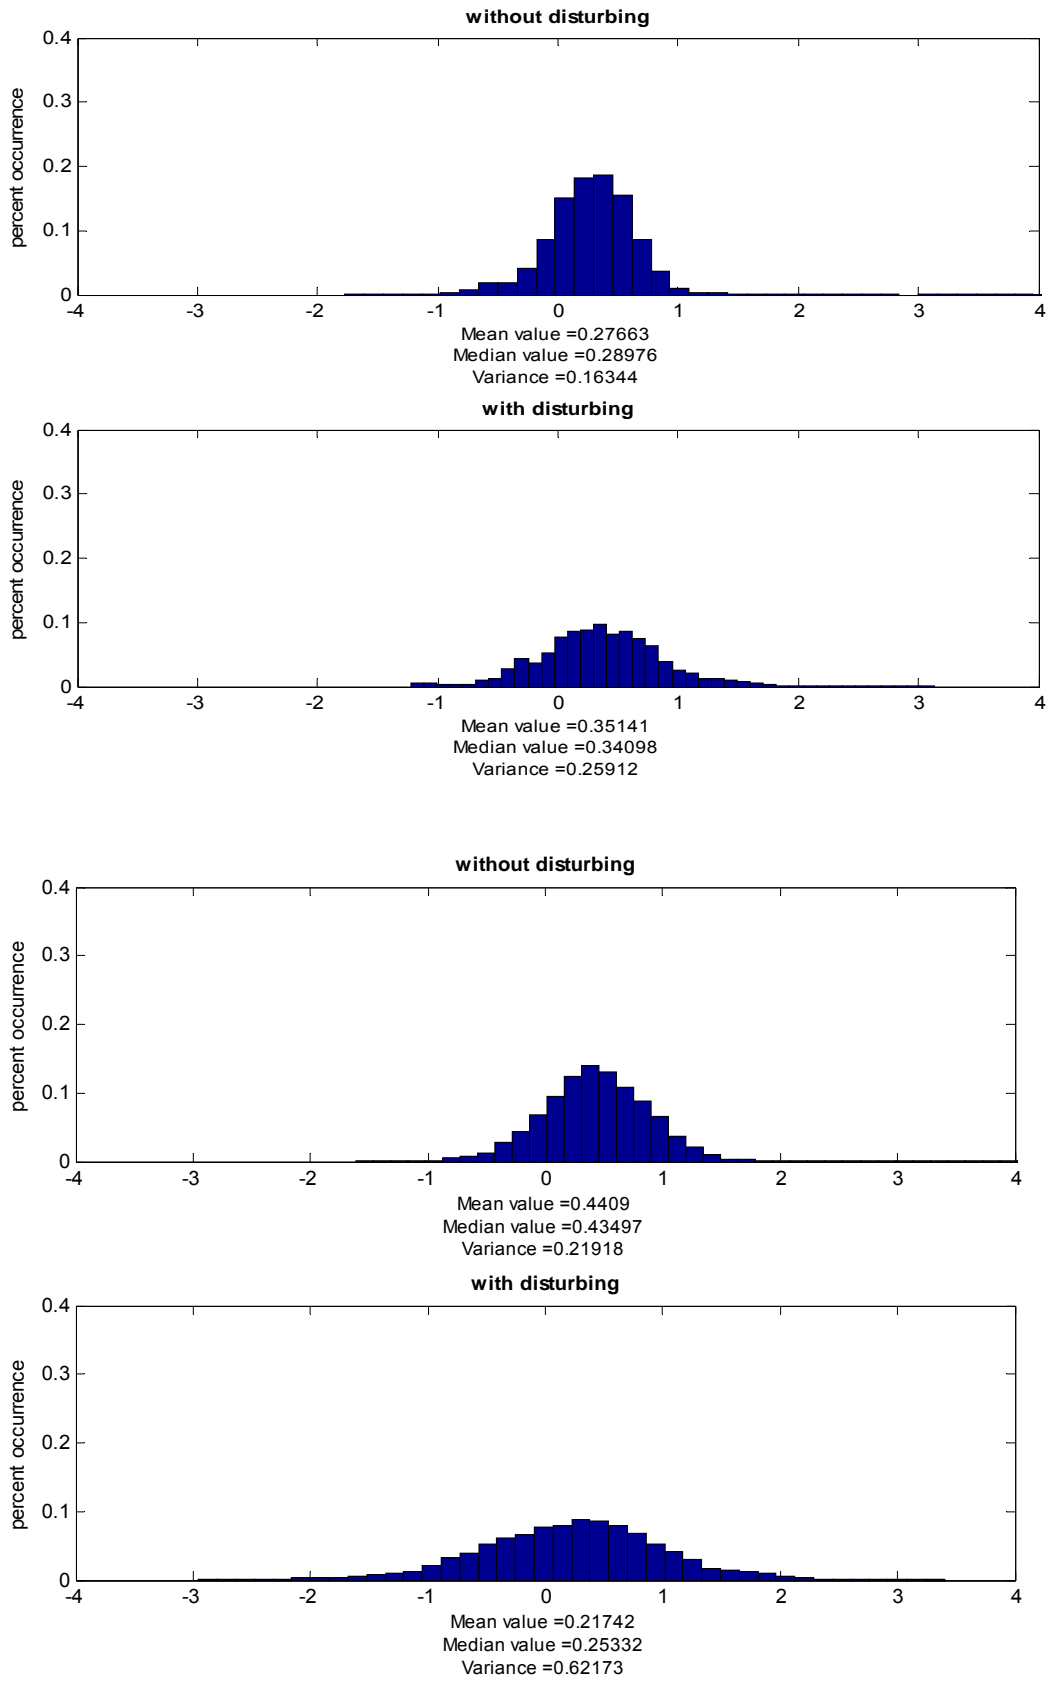 without disturbing
0.4
0.3
0.2
0.1
0
percent occurrence
-4 -3 -2 -1 0 1 2 3 4
Mean value =0.27663
Median value =0.28976
Variance =0.16344
with disturbing
0.4
0.3
0.2
0.1
0
percent occurrence
-4 -3 -2 -1 0 1 2 3 4
Mean value =0.35141
Median value =0.34098
Variance =0.25912
without disturbing
0.4
0.3
0.2
0.1
0
percent occurrence
-4 -3 -2 -1 0 1 2 3 4
Mean value =0.4409
Median value =0.43497
Variance =0.21918
with disturbing
0.4
0.3
0.2
0.1
0
percent occurrence
-4 -3 -2 -1 0 1 2 3 4
Mean value =0.21742
Median value =0.25332
Variance =0.62173